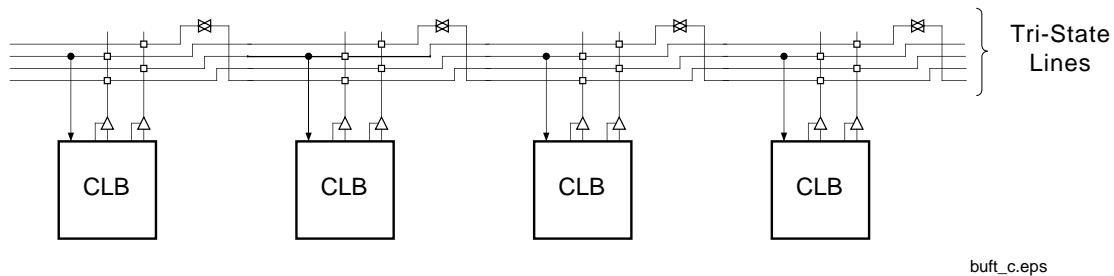 Tri-State
Lines
CLB
CLB
CLB
CLB
buft_c.eps